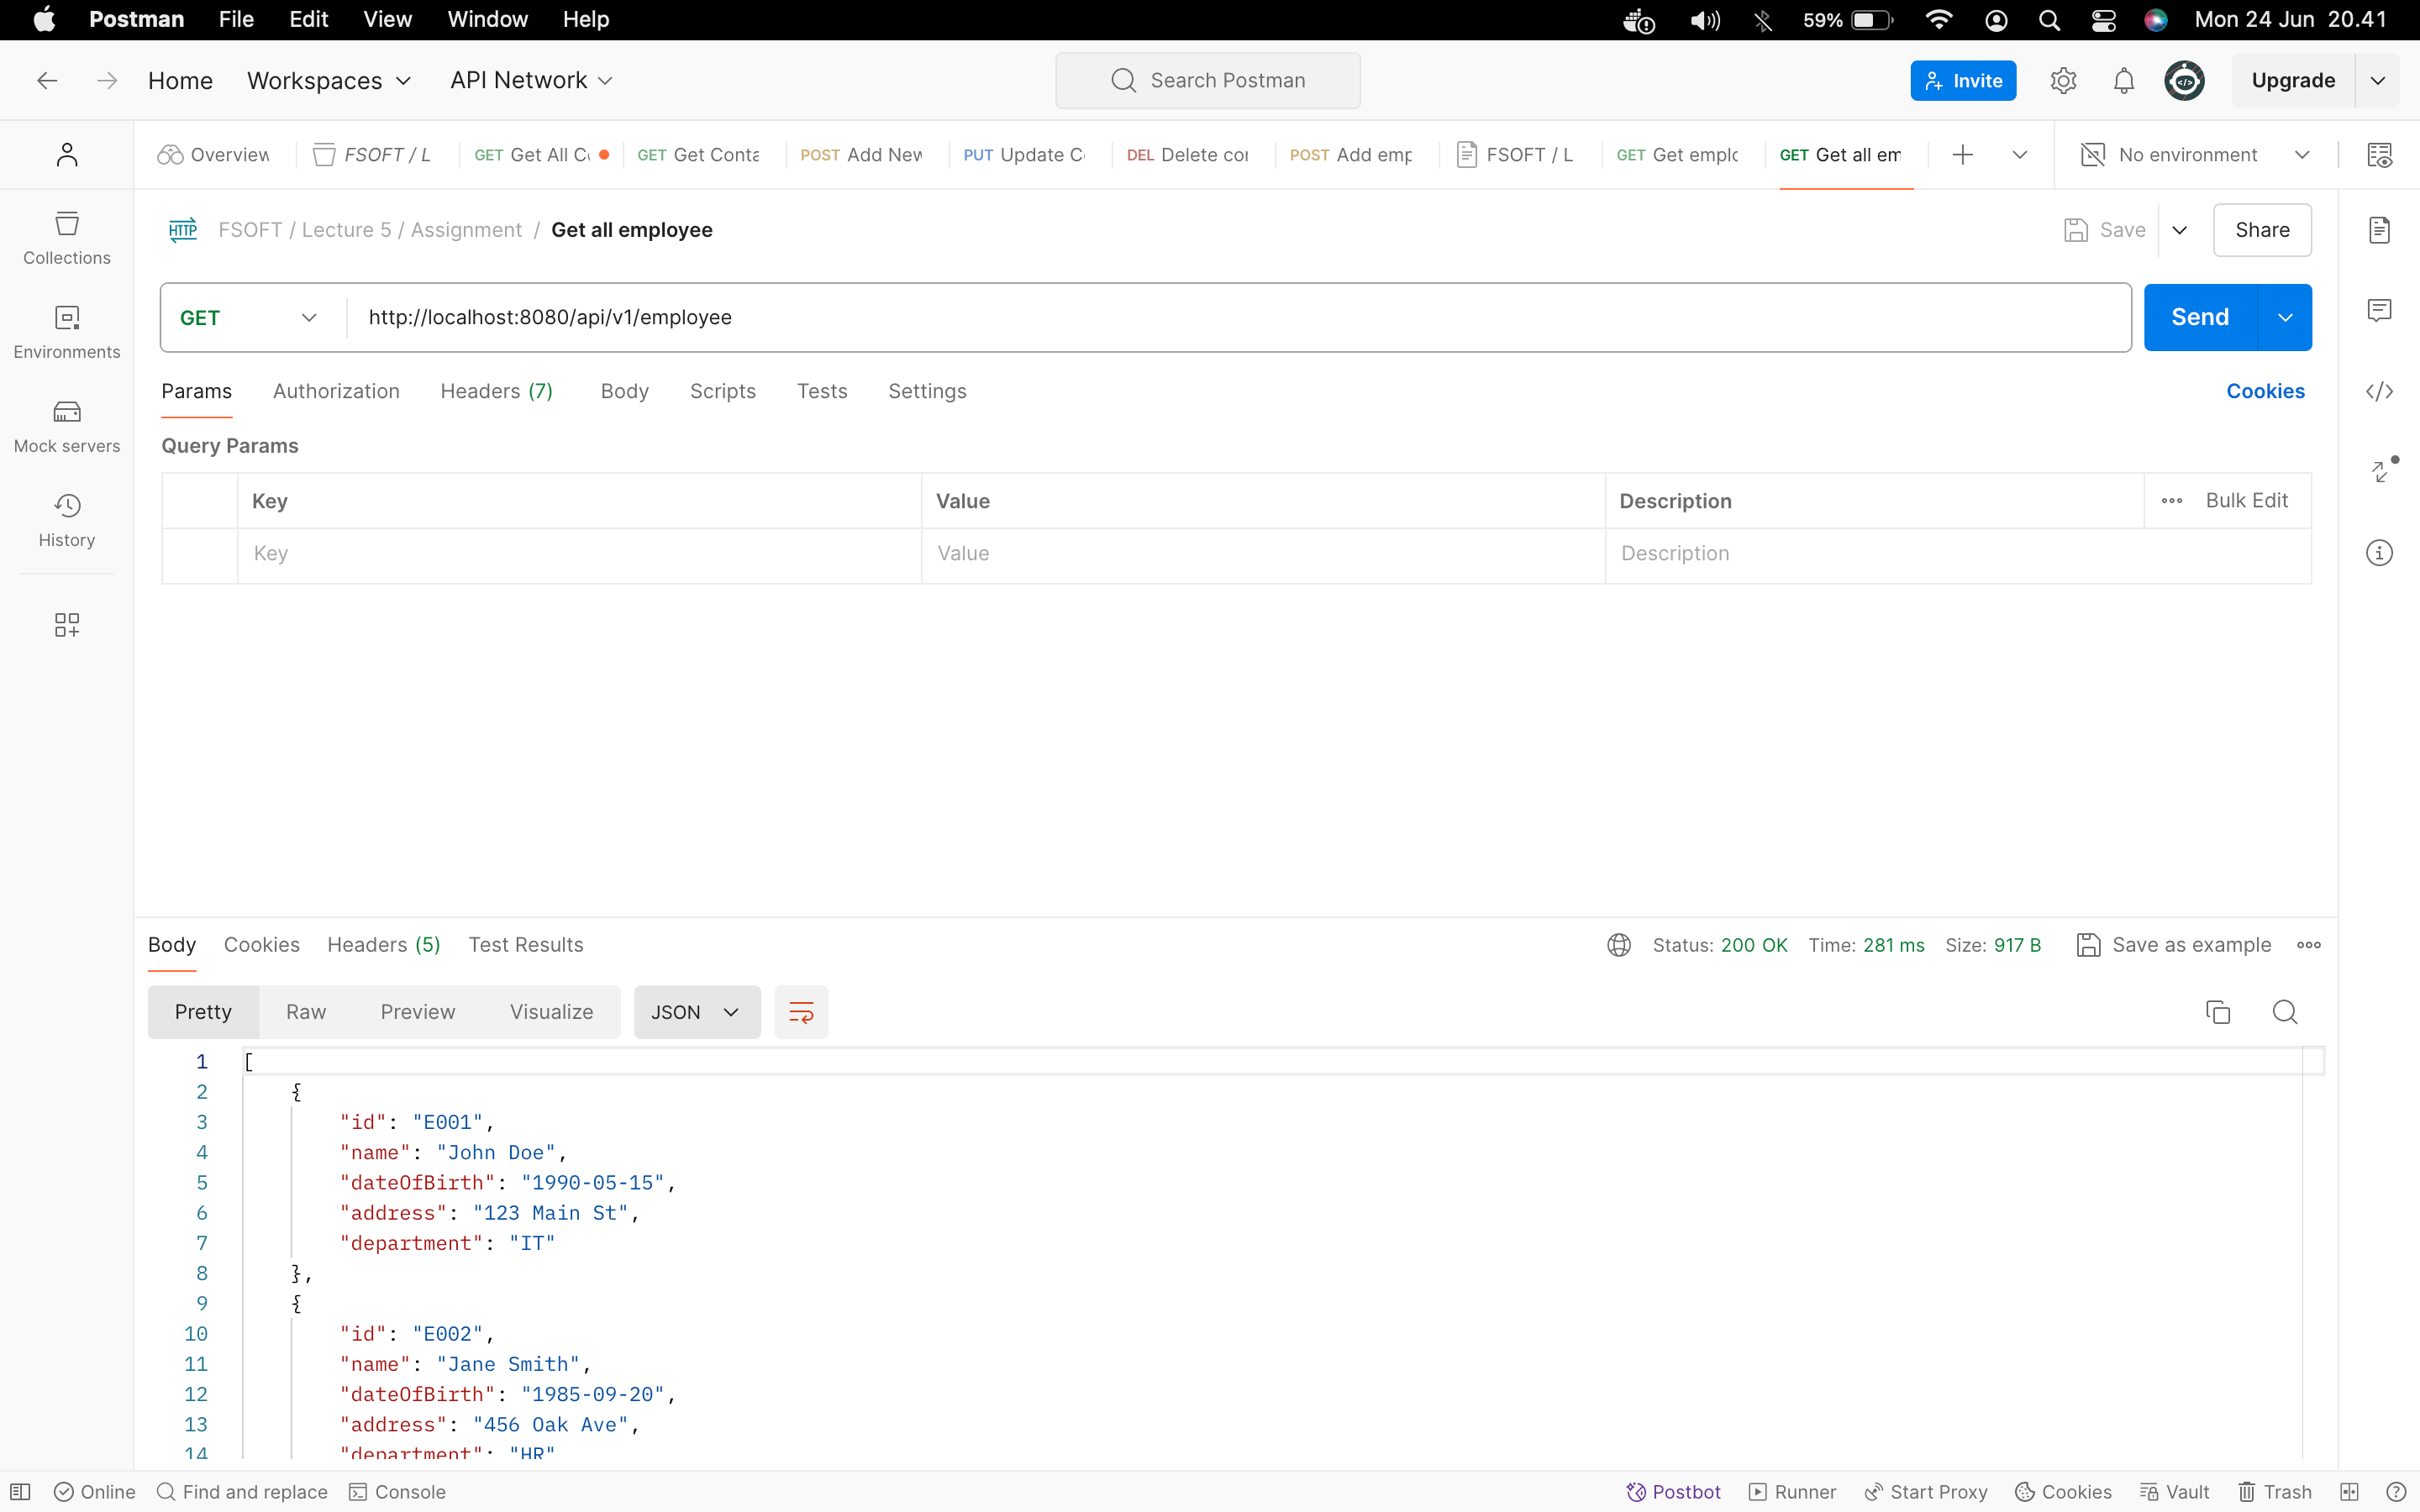 Postman File Edit View Window Help 59% Mon 24 Jun 20.41
Home Workspaces API Network Search Postman Invite Upgrade
Overview FSOFT / L GET Get All Co GET Get Conta POST Add New PUT Update Co DEL Delete cor POST Add emp FSOFT / L GET Get emplo GET Get all em No environment
FSOFT / Lecture 5 / Assignment / Get all employee Save Share
Collections
Environments
Mock servers
History
HTTP
GET http://localhost:8080/api/v1/employee Send
Params Authorization Headers (7) Body Scripts Tests Settings Cookies
Query Params
Key Value Description Bulk Edit
Key Value Description
Body Cookies Headers (5) Test Results Status: 200 OK Time: 281 ms Size: 917 B Save as example
Pretty Raw Preview Visualize JSON
1 [
2 {
3 "id": "E001",
4 "name": "John Doe",
5 "dateOfBirth": "1990-05-15",
6 "address": "123 Main St",
7 "department": "IT"
8 },
9 {
10 "id": "E002",
11 "name": "Jane Smith",
12 "dateOfBirth": "1985-09-20",
13 "address": "456 Oak Ave",
14 "department": "HR"
Online Find and replace Console Postbot Runner Start Proxy Cookies Vault Trash